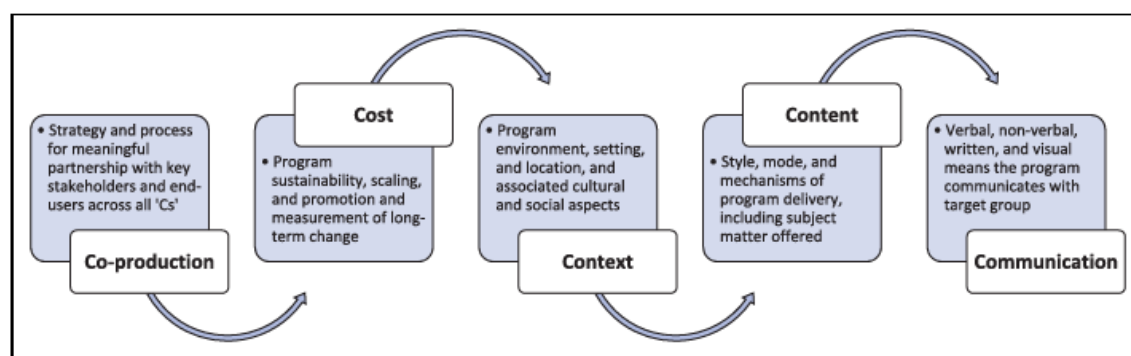 • Strategy and process
for meaningful
partnership with key
stakeholders and end-
users across all 'Cs'
Co-production
Cost
• Program
sustainability, scaling,
and promotion and
measurement of long-
term change
• Program
environment, setting,
and location, and
associated cultural
and social aspects
Context
Content
• Style, mode, and
mechanisms of
program delivery,
including subject
matter offered
• Verbal, non-verbal,
written, and visual
means the program
communicates with
target group
Communication